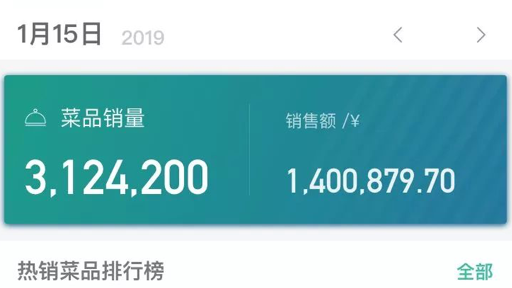 1月15日 2019
菜品销量
销售额 /¥
3,124,200
1,400,879.70
热销菜品排行榜 全部